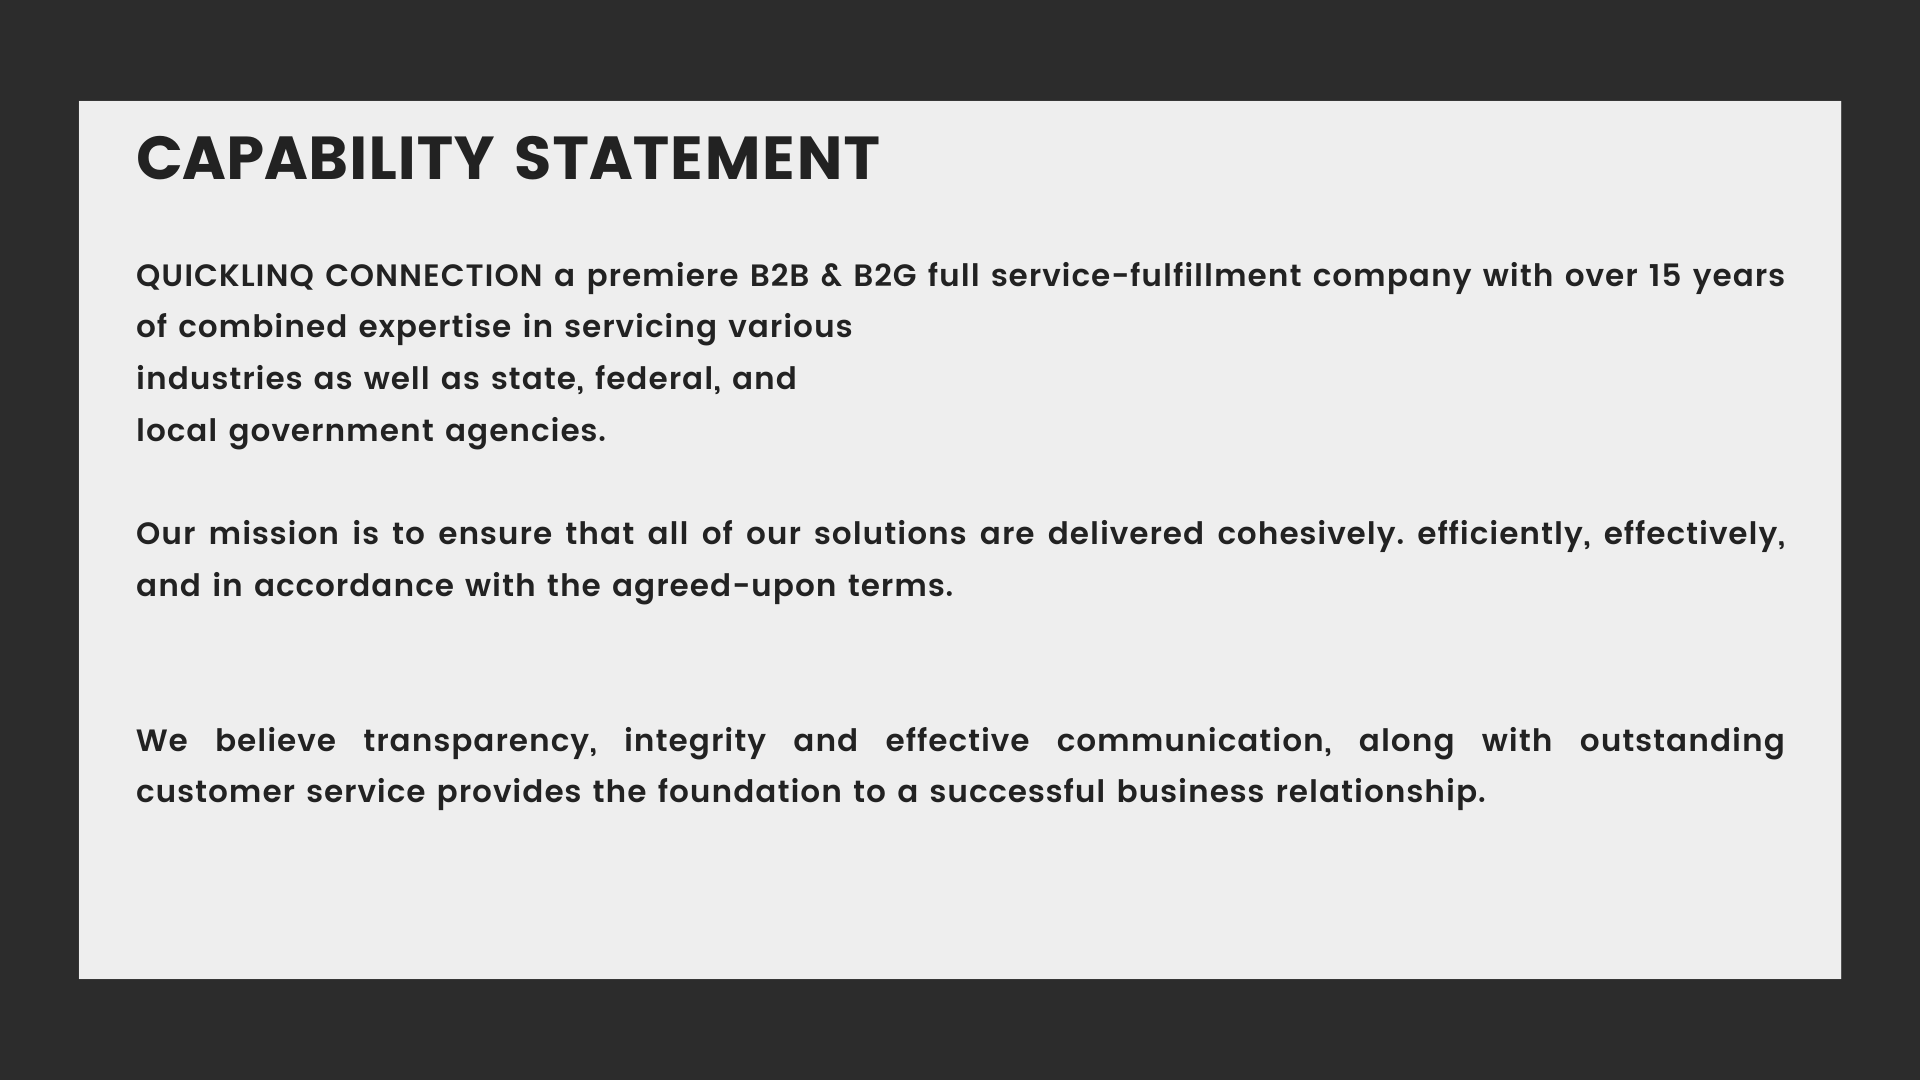 CAPABILITY STATEMENT
QUICKLINQ CONNECTION a premiere B2B & B2G full service-fulfillment company with over 15 years
of combined expertise in servicing various
industries as well as state, federal, and
local government agencies.
Our mission is to ensure that all of our solutions are delivered cohesively. efficiently, effectively,
and in accordance with the agreed-upon terms.
We believe transparency, integrity and effective communication, along with outstanding
customer service provides the foundation to a successful business relationship.